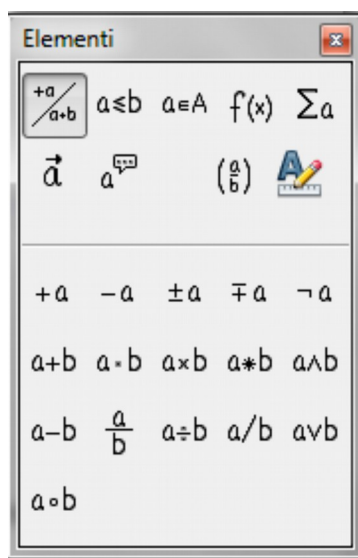 Elementi
+a/a+b a≤b a∈A f(x) Σa
a⃗ a (a/b)
+a −a ±a ∓a ¬a
a+b a·b a×b a∗b a∧b
a−b a/b a÷b a/b a∨b
a∘b